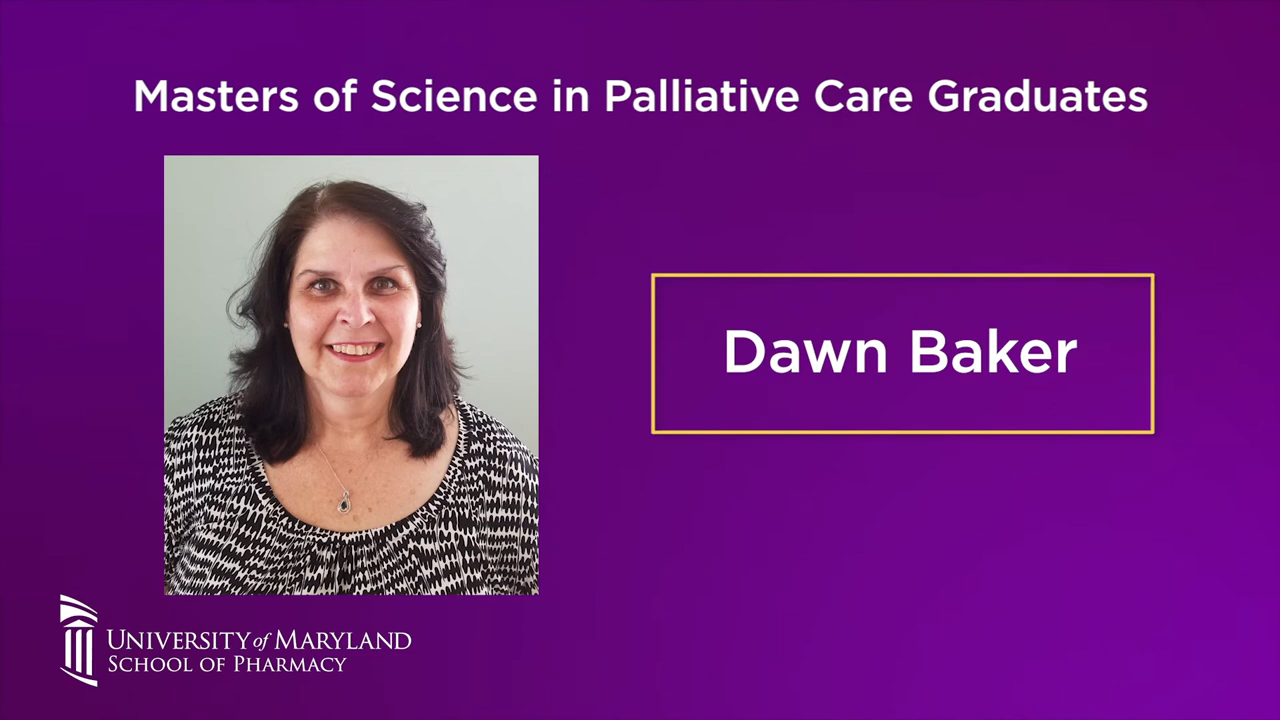 Masters of Science in Palliative Care Graduates
Dawn Baker
UNIVERSITY of MARYLAND
SCHOOL OF PHARMACY